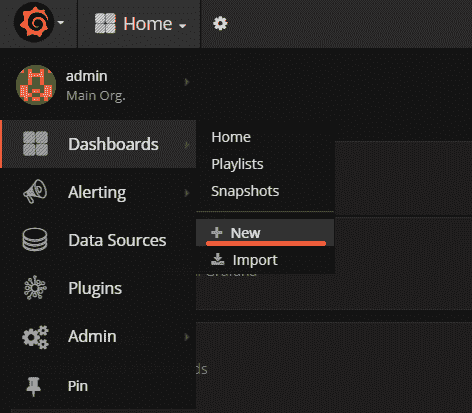 Home
admin
Main Org.
Dashboards
Home
Playlists
Snapshots
New
Import
Alerting
Data Sources
Plugins
Admin
Pin